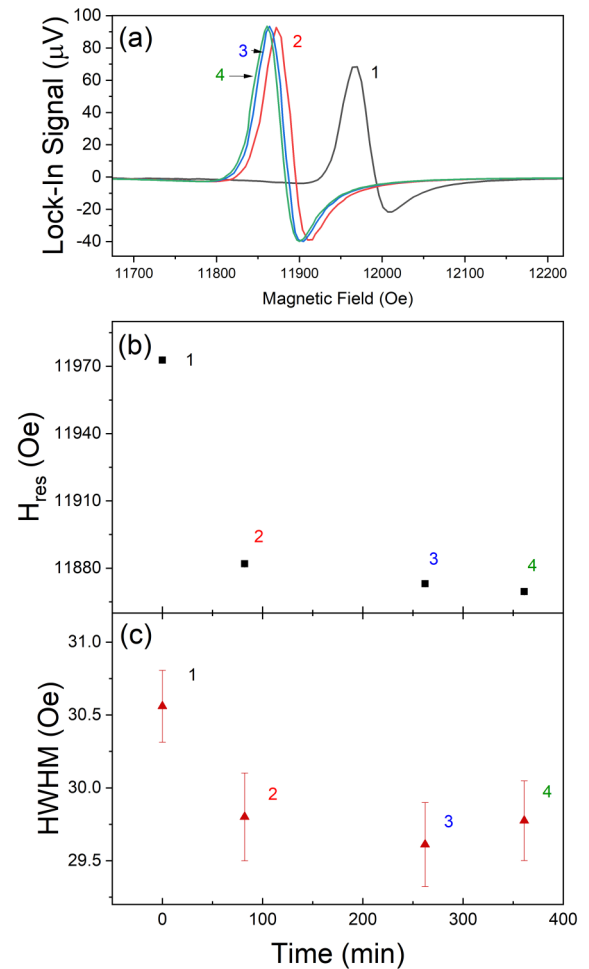 (a)
100
80
60
40
20
0
-20
-40
Lock-In Signal (μV)
3
2
4
1
11700 11800 11900 12000 12100 12200
Magnetic Field (Oe)
(b)
11970
11940
11910
11880
H_res (Oe)
1
2
3
4
(c)
31.0
30.5
30.0
29.5
HWHM (Oe)
1
2
3
4
0 100 200 300 400
Time (min)